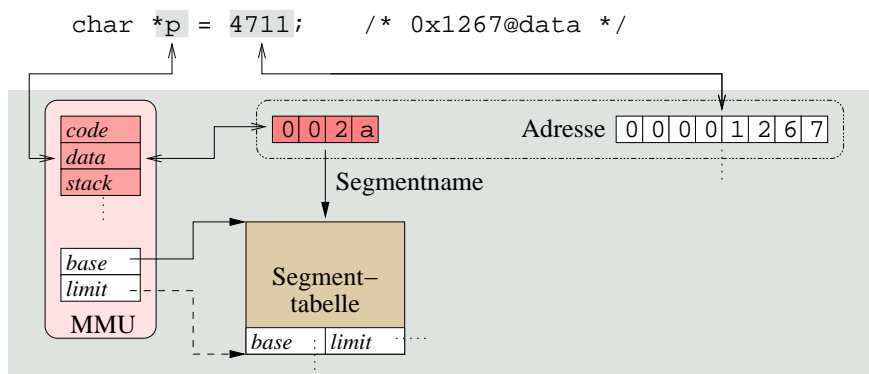 char *p = 4711; /* 0x1267@data */
code
data
stack
0 0 2 a
Adresse 0 0 0 0 1 2 6 7
Segmentname
base
limit
MMU
Segment–
tabelle
base limit